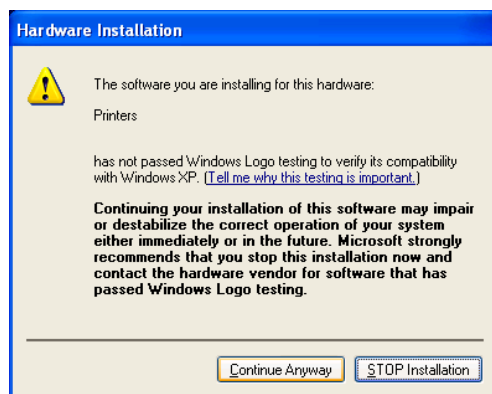 Hardware Installation
The software you are installing for this hardware:
Printers
has not passed Windows Logo testing to verify its compatibility
with Windows XP. (Tell me why this testing is important.)
Continuing your installation of this software may impair
or destabilize the correct operation of your system
either immediately or in the future. Microsoft strongly
recommends that you stop this installation now and
contact the hardware vendor for software that has
passed Windows Logo testing.
Continue Anyway
STOP Installation